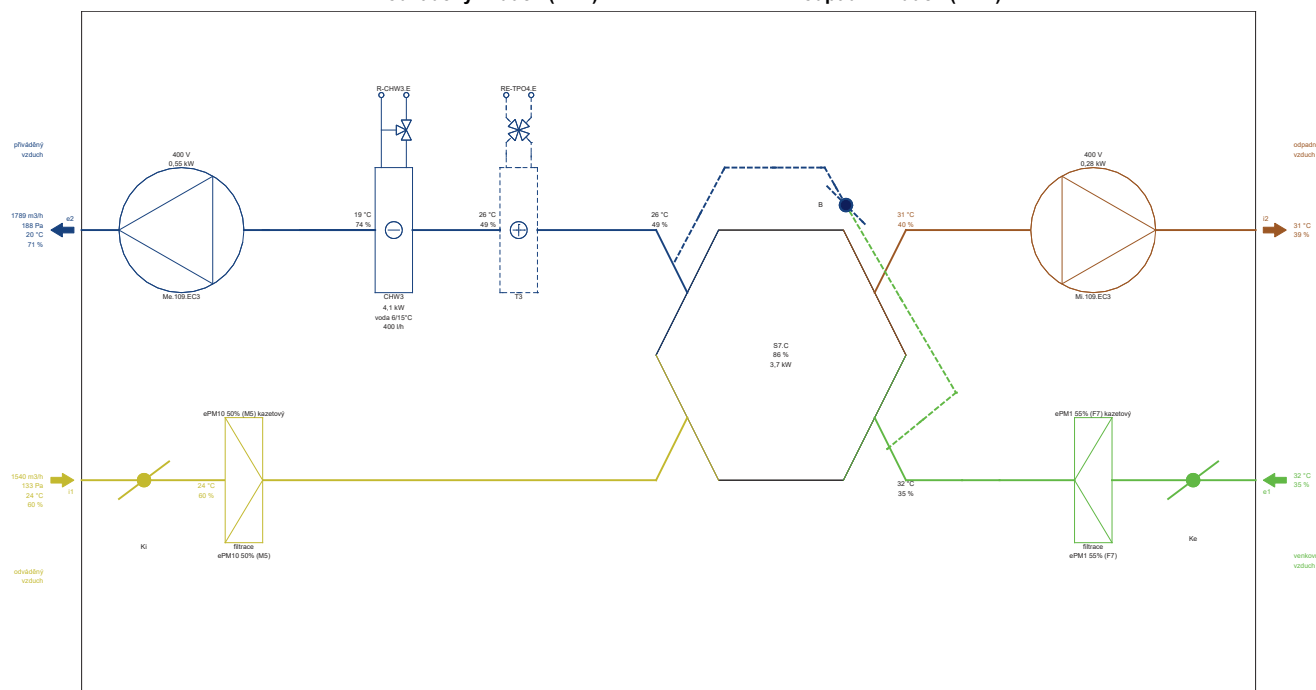 R-CHW3.E
RE-TPO4.E
přiváděný
vzduch
400 V
0,55 kW
400 V
0,28 kW
odpadn
vzduch
1789 m3/h
188 Pa
20 °C
71 %
e2
19 °C
74 %
26 °C
49 %
26 °C
49 %
B
31 °C
40 %
i2
31 °C
39 %
Me.109.EC3
CHW3
4,1 kW
voda 6/15°C
400 l/h
T3
Mi.109.EC3
S7.C
86 %
3,7 kW
ePM10 50% (M5) kazetový
ePM1 55% (F7) kazetový
1540 m3/h
133 Pa
24 °C
60 %
i1
24 °C
60 %
32 °C
35 %
32 °C
35 %
e1
Ki
filtrace
ePM10 50% (M5)
filtrace
ePM1 55% (F7)
Ke
odváděný
vzduch
venkov
vzduch